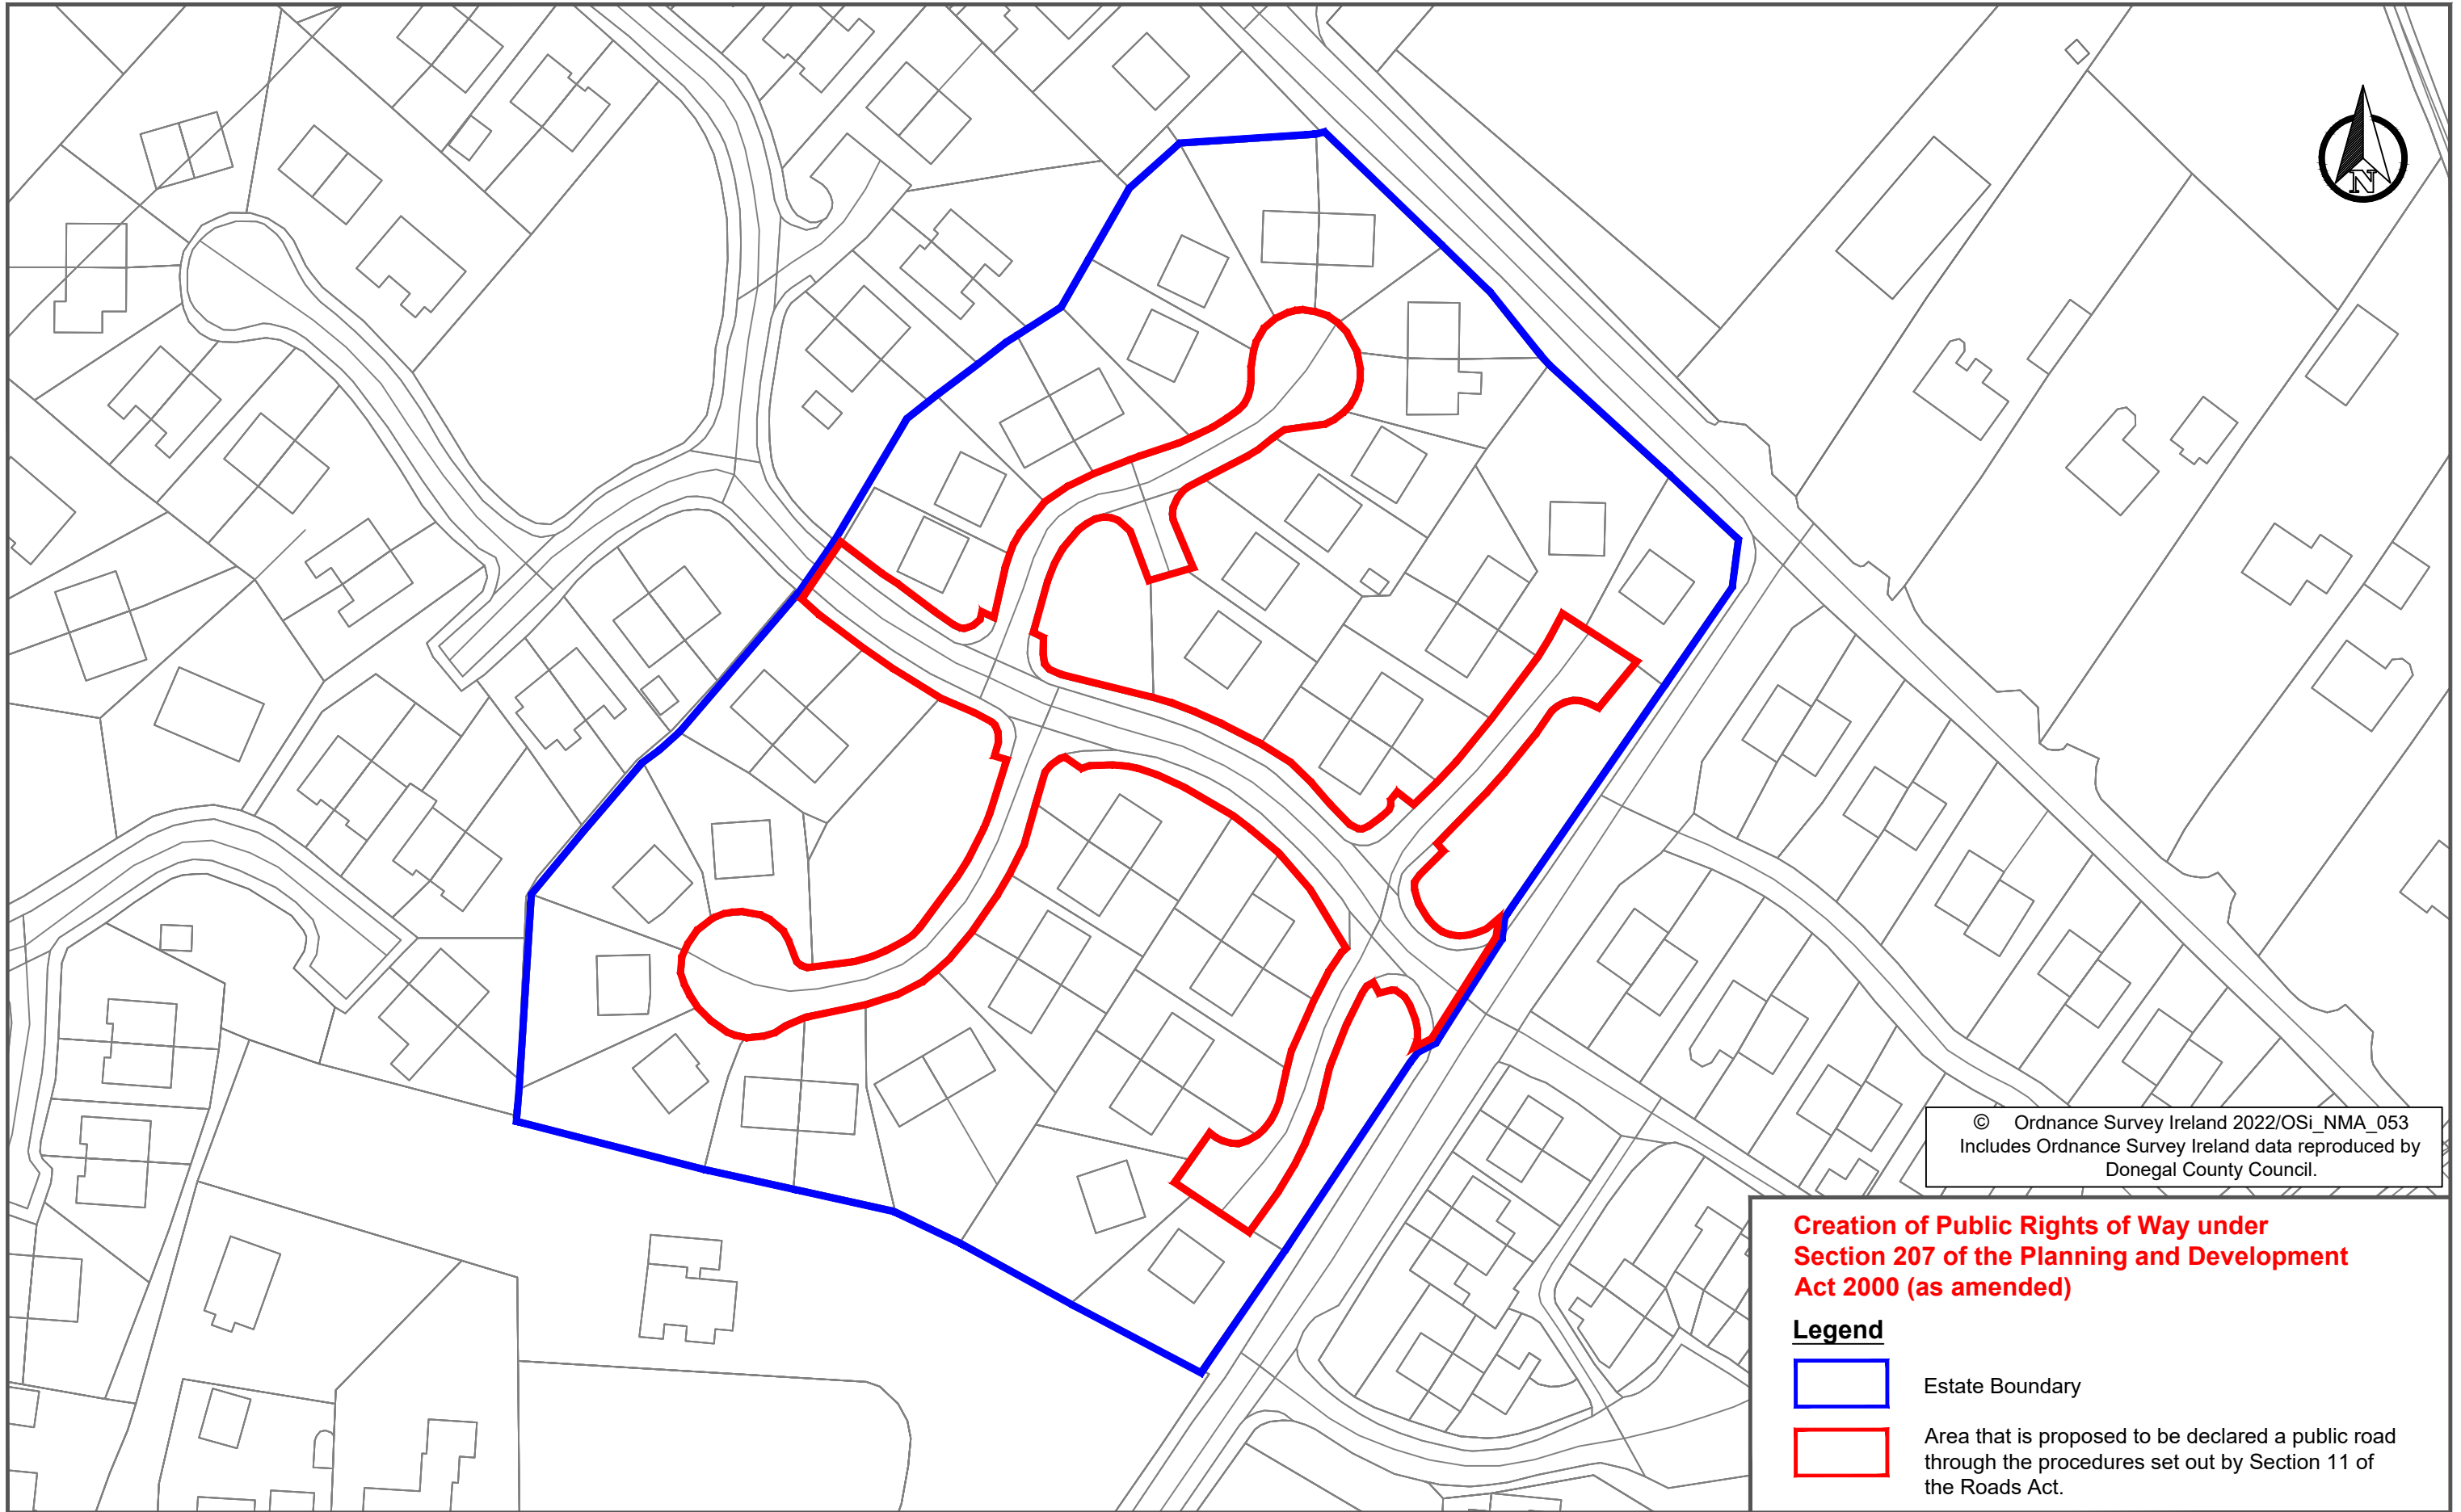 N
© Ordnance Survey Ireland 2022/OSi_NMA_053
Includes Ordnance Survey Ireland data reproduced by
Donegal County Council.
Creation of Public Rights of Way under
Section 207 of the Planning and Development
Act 2000 (as amended)
Legend
Estate Boundary
Area that is proposed to be declared a public road
through the procedures set out by Section 11 of
the Roads Act.